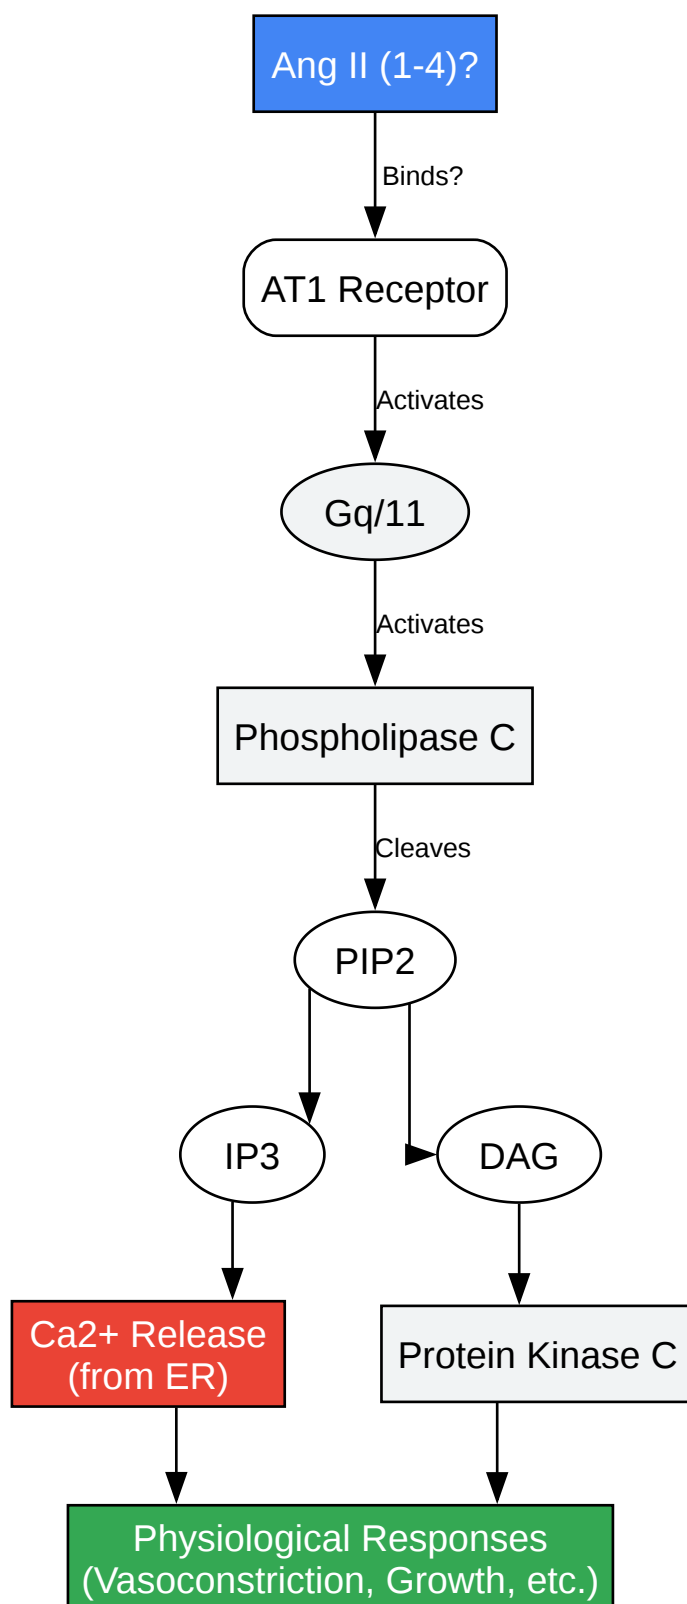 Ang II (1-4)?
Binds?
AT1 Receptor
Activates
Gq/11
Activates
Phospholipase C
Cleaves
PIP2
IP3
DAG
Ca2+ Release
(from ER)
Protein Kinase C
Physiological Responses
(Vasoconstriction, Growth, etc.)